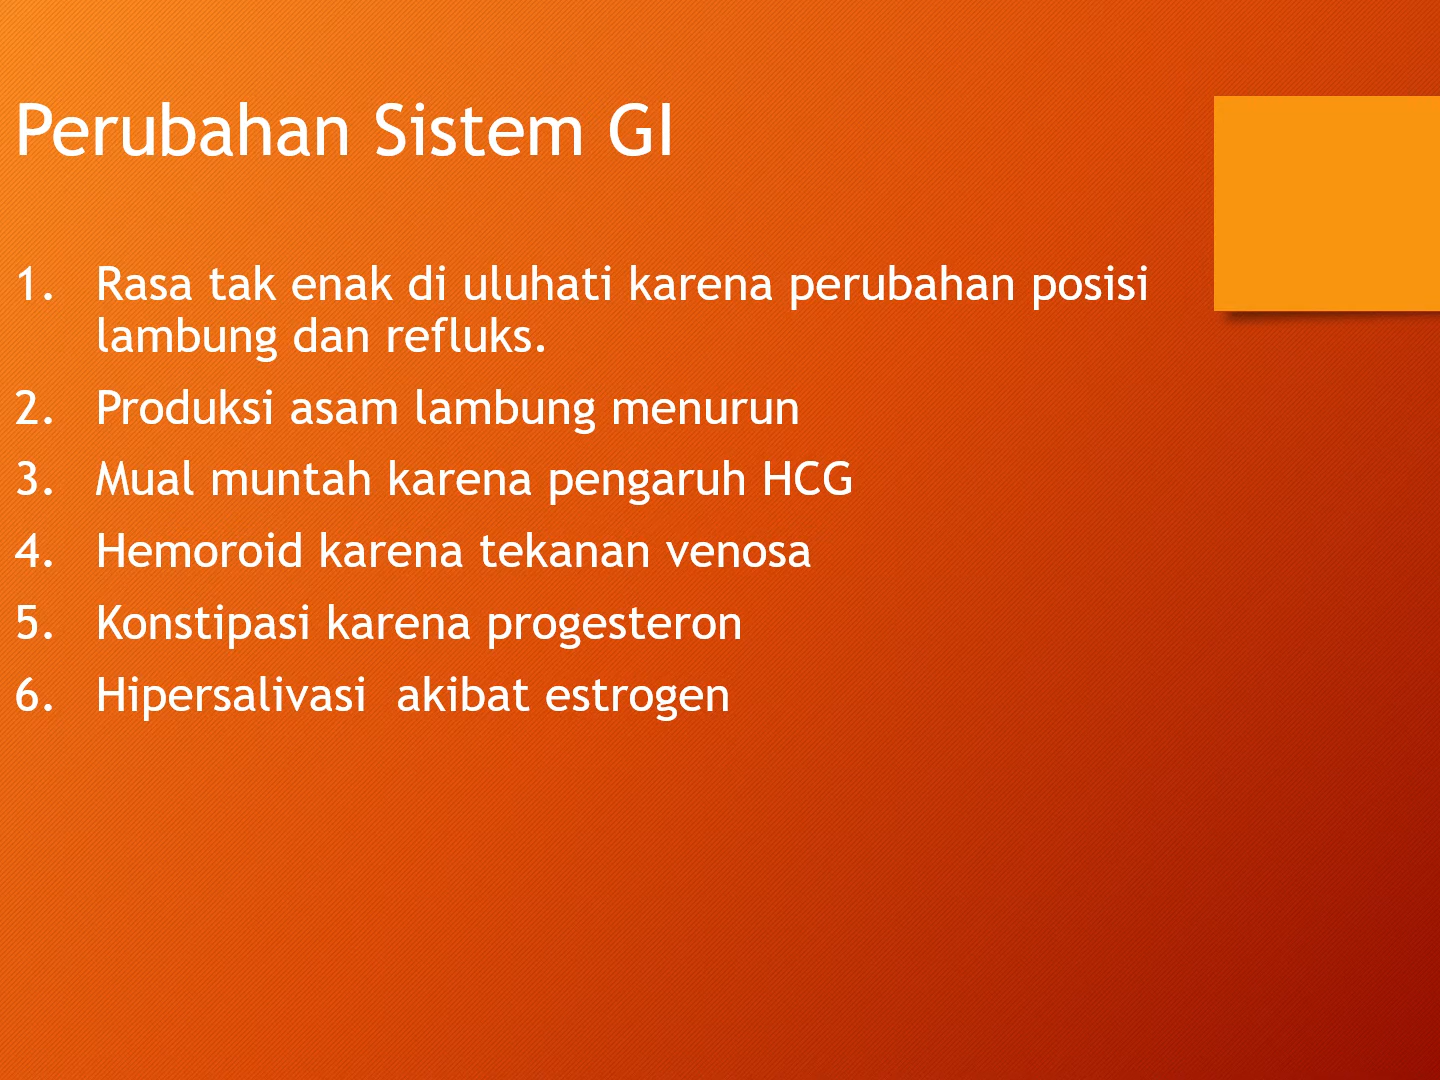 Perubahan Sistem GI
1. Rasa tak enak di uluhati karena perubahan posisi
lambung dan refluks.
2. Produksi asam lambung menurun
3. Mual muntah karena pengaruh HCG
4. Hemoroid karena tekanan venosa
5. Konstipasi karena progesteron
6. Hipersalivasi  akibat estrogen